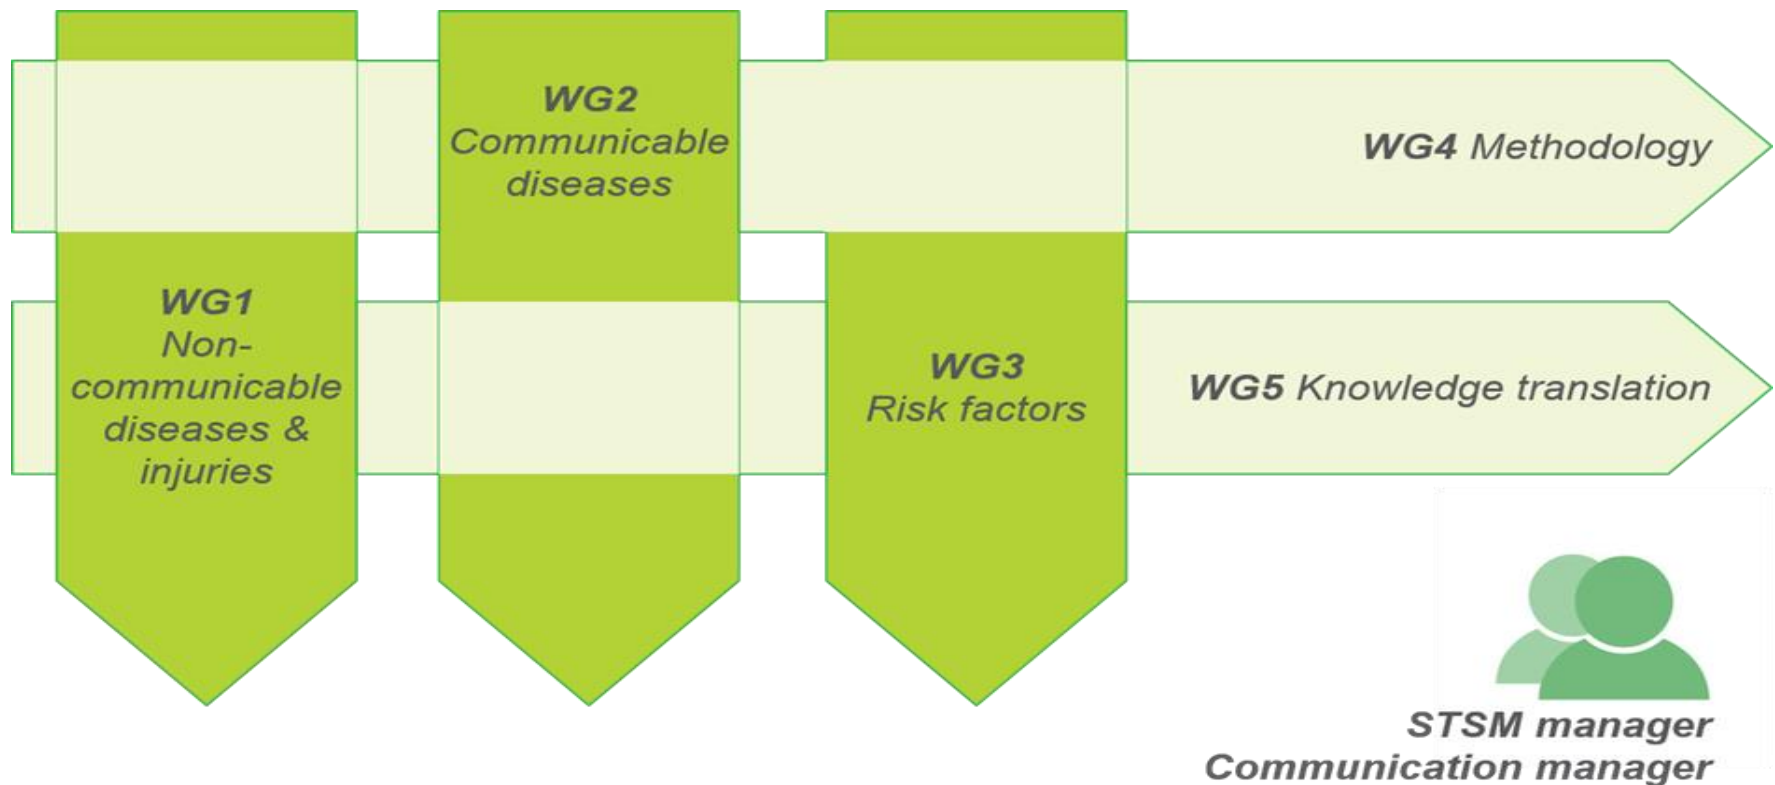 WG2
Communicable
diseases
WG4 Methodology
WG1
Non-
communicable
diseases &
injuries
WG3
Risk factors
WG5 Knowledge translation
STSM manager
Communication manager